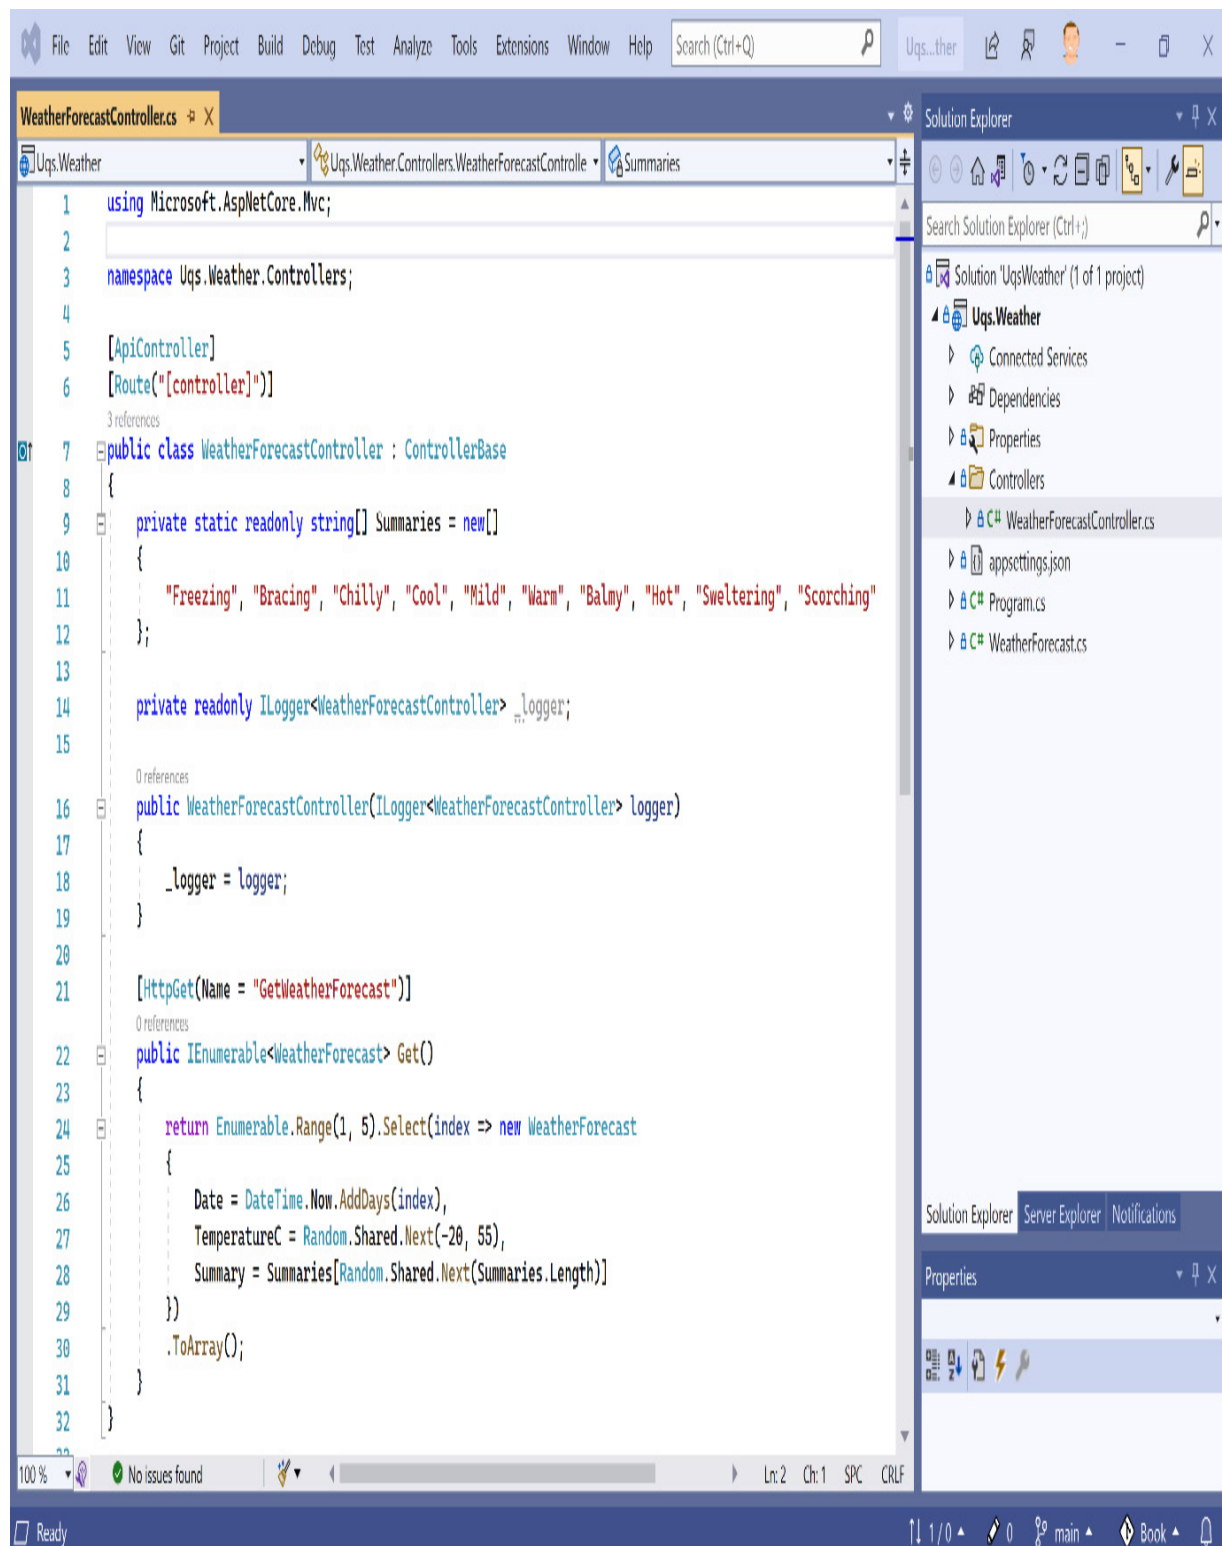 File Edit View Git Project Build Debug Test Analyze Tools Extensions Window Help Search (Ctrl+Q) Uqs...ther
WeatherForecastController.cs
Uqs.Weather Uqs.Weather.Controllers.WeatherForecastControlle Summaries
1 using Microsoft.AspNetCore.Mvc;
2
3 namespace Uqs.Weather.Controllers;
4
5 [ApiController]
6 [Route("[controller]")]
3 references
7 public class WeatherForecastController : ControllerBase
8 {
9 private static readonly string[] Summaries = new[]
10 {
11 "Freezing", "Bracing", "Chilly", "Cool", "Mild", "Warm", "Balmy", "Hot", "Sweltering", "Scorching"
12 };
13
14 private readonly ILogger<WeatherForecastController> _logger;
15
0 references
16 public WeatherForecastController(ILogger<WeatherForecastController> logger)
17 {
18 _logger = logger;
19 }
20
21 [HttpGet(Name = "GetWeatherForecast")]
0 references
22 public IEnumerable<WeatherForecast> Get()
23 {
24 return Enumerable.Range(1, 5).Select(index => new WeatherForecast
25 {
26 Date = DateTime.Now.AddDays(index),
27 TemperatureC = Random.Shared.Next(-20, 55),
28 Summary = Summaries[Random.Shared.Next(Summaries.Length)]
29 })
30 .ToArray();
31 }
32 }
100 % No issues found Ln: 2 Ch: 1 SPC CRLF
Solution Explorer
Search Solution Explorer (Ctrl+;)
Solution 'UqsWeather' (1 of 1 project)
Uqs.Weather
Connected Services
Dependencies
Properties
Controllers
C# WeatherForecastController.cs
appsettings.json
C# Program.cs
C# WeatherForecast.cs
Solution Explorer Server Explorer Notifications
Properties
Ready 1 / 0 0 main Book